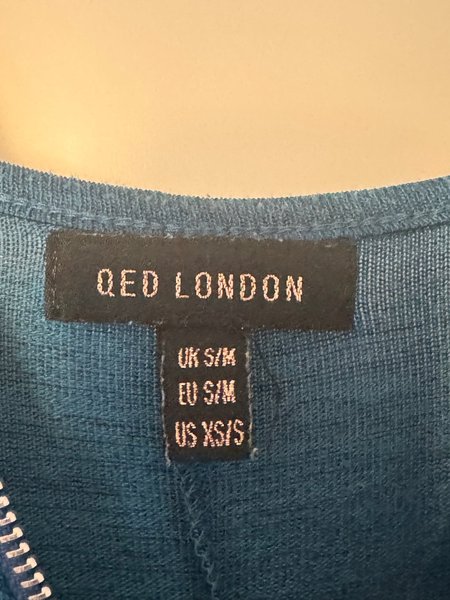 QED LONDON
UK S/M
EU S/M
US XS/S